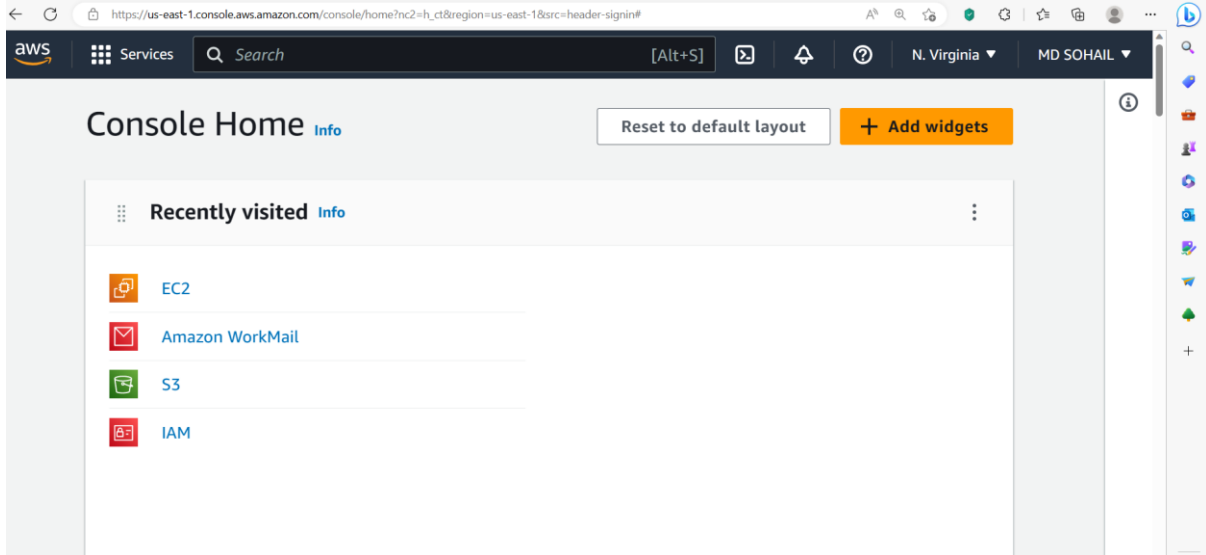 https://us-east-1.console.aws.amazon.com/console/home?nc2=h_ct&region=us-east-1&src=header-signin#
aws Services Search [Alt+S] N. Virginia ▼ MD SOHAIL ▼
Console Home Info Reset to default layout + Add widgets
Recently visited Info
EC2
Amazon WorkMail
S3
IAM